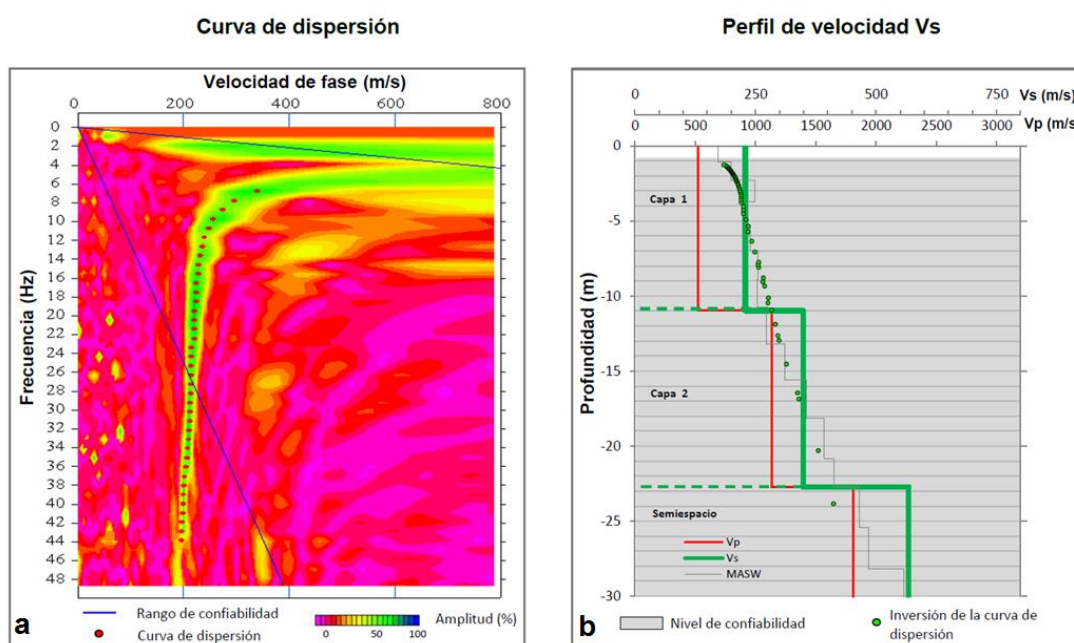 Curva de dispersión
Perfil de velocidad Vs
Velocidad de fase (m/s)
0 200 400 600 800
Frecuencia (Hz)
0
2
4
6
8
10
12
14
16
18
20
22
24
26
28
30
32
34
36
38
40
42
44
46
48
a
Rango de confiabilidad
Curva de dispersión
Amplitud (%)
0 50 100
0 250 500 750 Vs (m/s)
0 500 1000 1500 2000 2500 3000 Vp (m/s
Profundidad (m)
0
-5
-10
-15
-20
-25
-30
Capa 1
Capa 2
Semiespacio
Vp
Vs
MASW
b
Nivel de confiabilidad
Inversión de la curva de
dispersión